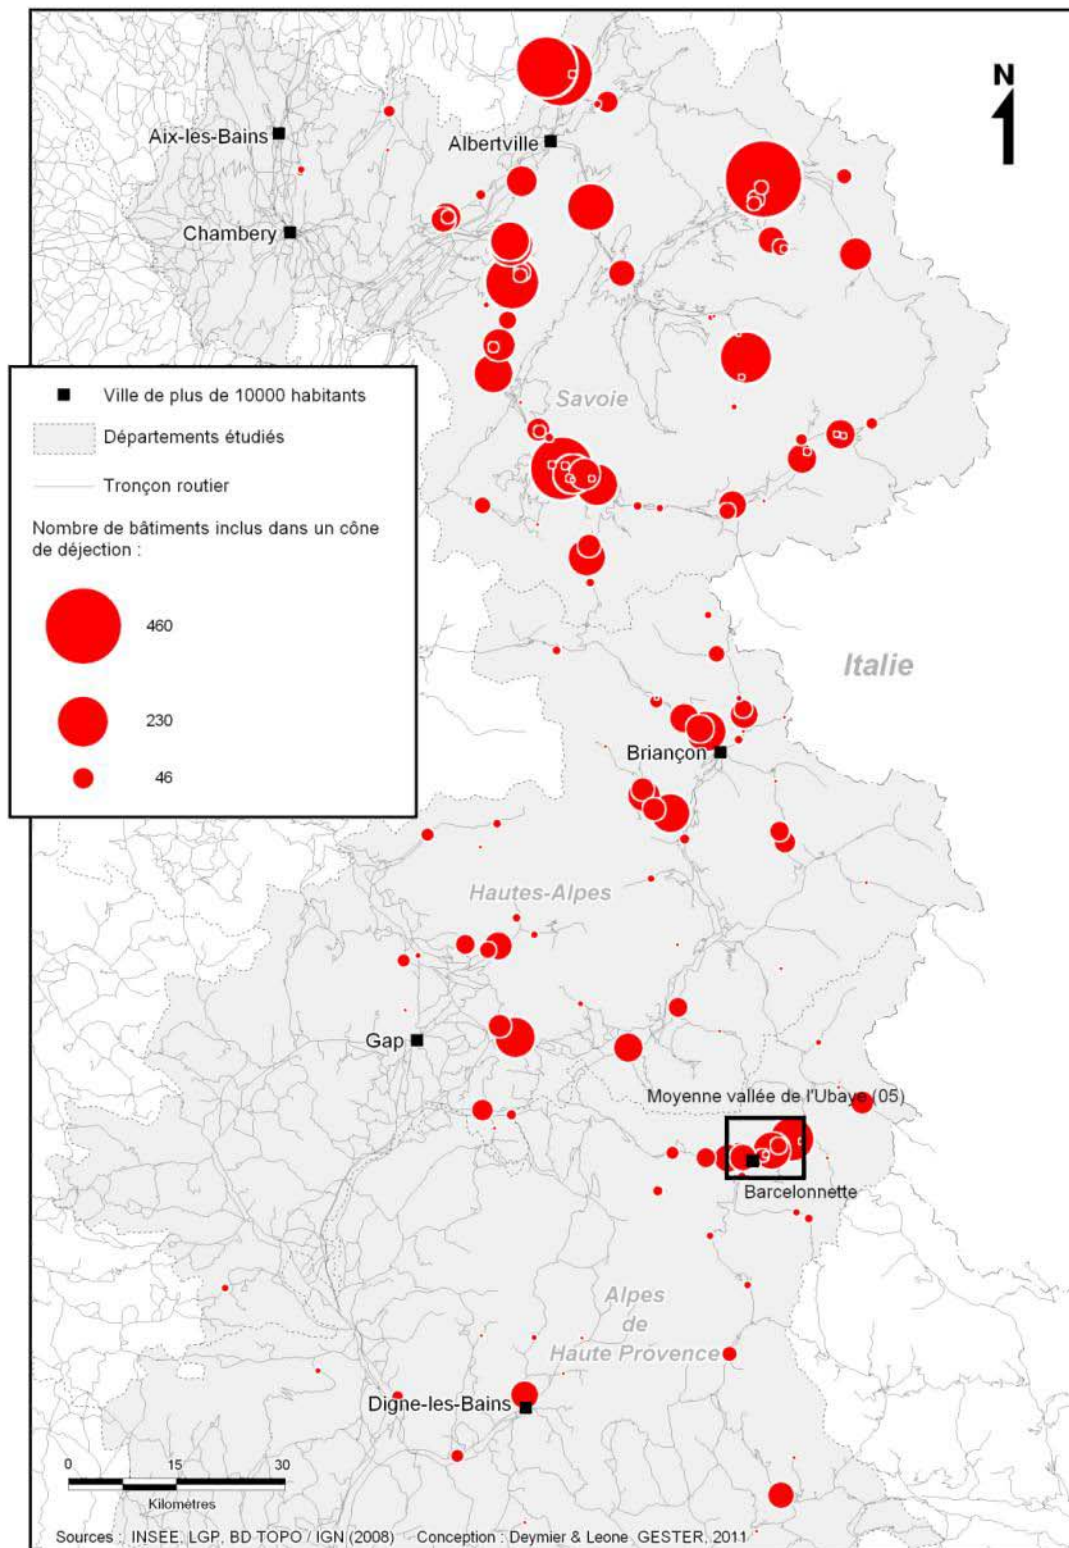 N
Aix-les-Bains
Albertville
Chambery
Ville de plus de 10000 habitants
Départements étudiés
Tronçon routier
Nombre de bâtiments inclus dans un cône
de déjection :
460
230
46
Savoie
Italie
Briançon
Hautes-Alpes
Gap
Moyenne vallée de l'Ubaye (05)
Barcelonnette
Alpes
de
Haute Provence
Digne-les-Bains
0 15 30
Kilométres
Sources : INSEE, LGP, BD TOPO / IGN (2008) Conception : Deymier & Leone GESTER, 2011